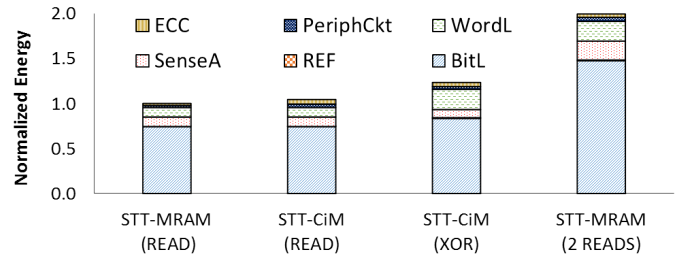 Normalized Energy
2.0
1.5
1.0
0.5
0.0
ECC PeriphCkt WordL
SenseA REF BitL
STT-MRAM STT-CiM STT-CiM STT-MRAM
(READ) (READ) (XOR) (2 READS)